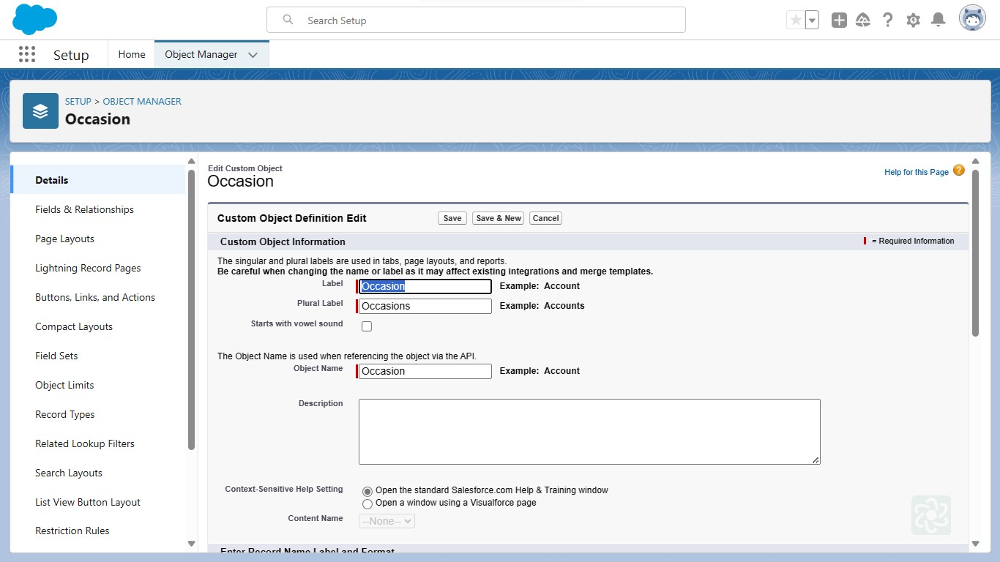 Search Setup
Setup
Home
Object Manager
SETUP > OBJECT MANAGER
Occasion
Details
Fields & Relationships
Page Layouts
Lightning Record Pages
Buttons, Links, and Actions
Compact Layouts
Field Sets
Object Limits
Record Types
Related Lookup Filters
Search Layouts
List View Button Layout
Restriction Rules
Edit Custom Object
Occasion
Help for this Page ?
Custom Object Definition Edit
Save
Save & New
Cancel
Custom Object Information
= Required Information
The singular and plural labels are used in tabs, page layouts, and reports.
Be careful when changing the name or label as it may affect existing integrations and merge templates.
Label Occasion Example: Account
Plural Label Occasions Example: Accounts
Starts with vowel sound
The Object Name is used when referencing the object via the API.
Object Name Occasion Example: Account
Description
Context-Sensitive Help Setting Open the standard Salesforce.com Help & Training window
Open a window using a Visualforce page
Content Name --None--
Enter Record Name Label and Format